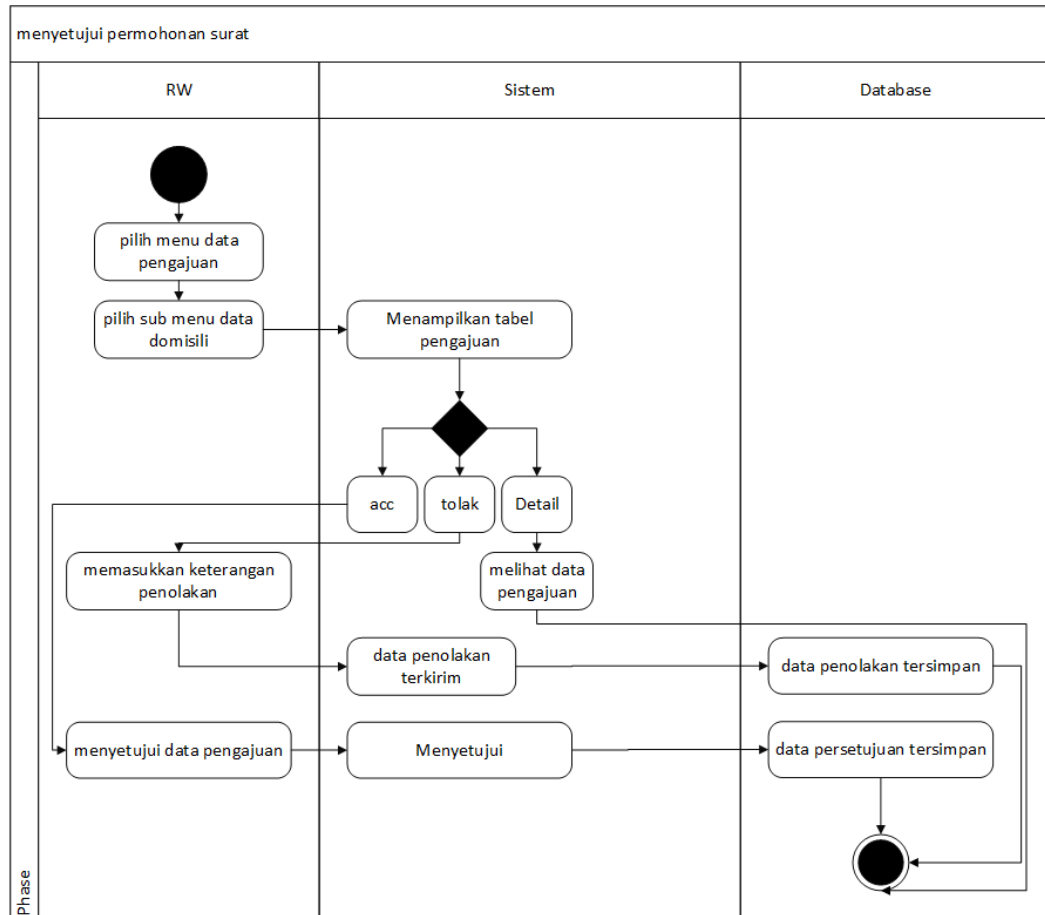 menyetujui permohonan surat
RW
Sistem
Database
pilih menu data
pengajuan
pilih sub menu data
domisili
Menampilkan tabel
pengajuan
acc
tolak
Detail
memasukkan keterangan
penolakan
melihat data
pengajuan
data penolakan
terkirim
data penolakan tersimpan
menyetujui data pengajuan
Menyetujui
data persetujuan tersimpan
Phase